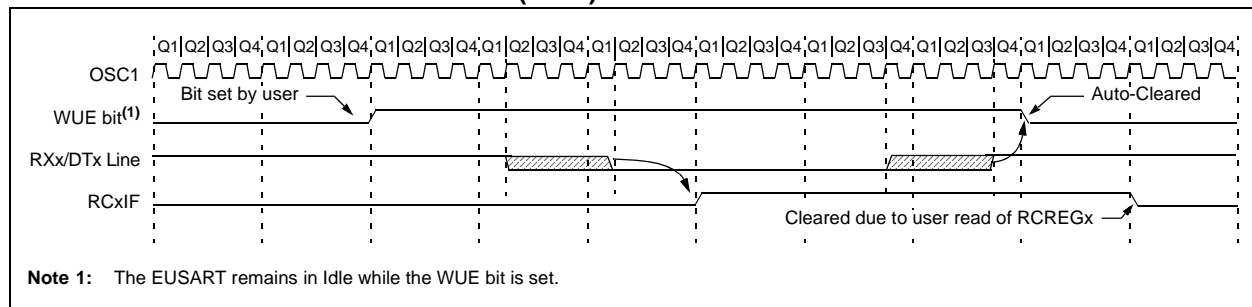 Q1 Q2 Q3 Q4 Q1 Q2 Q3 Q4 Q1 Q2 Q3 Q4 Q1 Q2 Q3 Q4 Q1 Q2 Q3 Q4 Q1 Q2 Q3 Q4 Q1 Q2 Q3 Q4 Q1 Q2 Q3 Q4 Q1 Q2 Q3 Q4 Q1 Q2 Q3 Q4
OSC1
Bit set by user
Auto-Cleared
WUE bit(1)
RXx/DTx Line
RCxIF
Cleared due to user read of RCREGx
Note 1: The EUSART remains in Idle while the WUE bit is set.